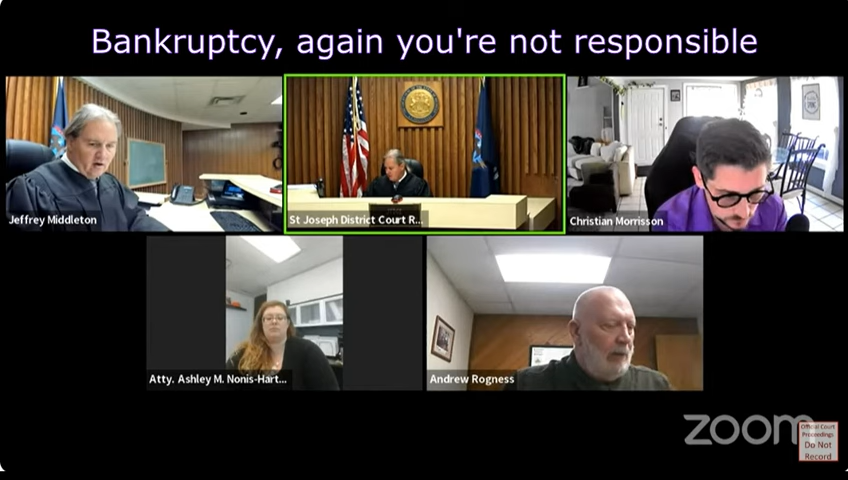 Bankruptcy, again you're not responsible
Jeffrey Middleton
St Joseph District Court R...
Christian Morrisson
Atty. Ashley M. Nonis-Hart...
Andrew Rogness
zoom
Official Court
Proceedings
Do Not
Record